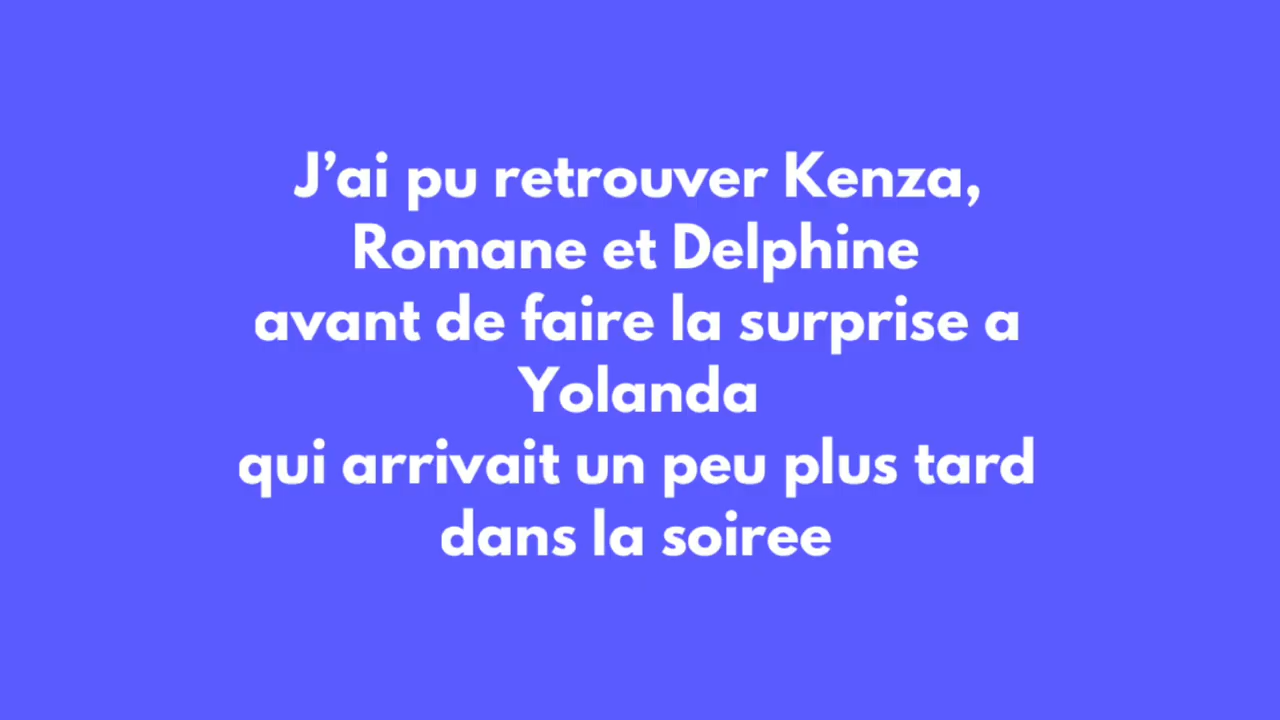 J’ai pu retrouver Kenza,
Romane et Delphine
avant de faire la surprise a
Yolanda
qui arrivait un peu plus tard
dans la soiree